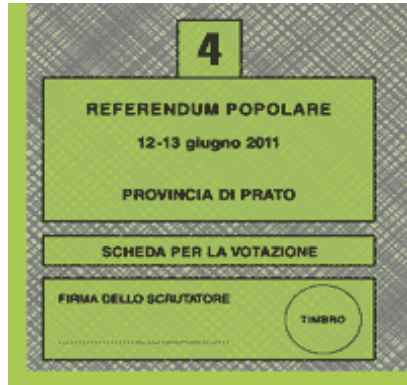 4
REFERENDUM POPOLARE
12-13 giugno 2011
PROVINCIA DI PRATO
SCHEDA PER LA VOTAZIONE
FIRMA DELLO SCRUTATORE
TIMBRO